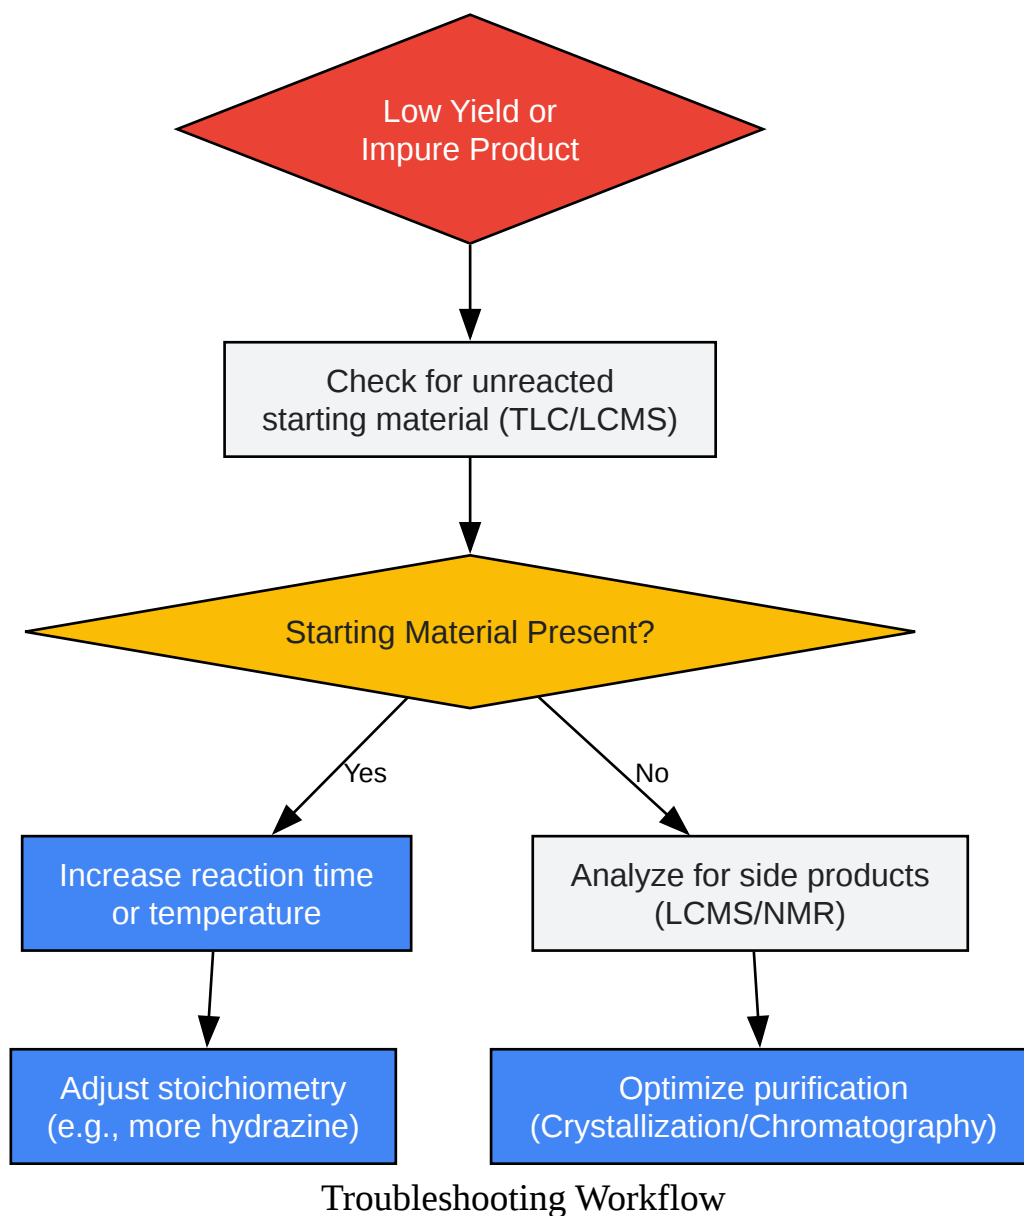 Low Yield or
Impure Product
Check for unreacted
starting material (TLC/LCMS)
Starting Material Present?
Yes
No
Increase reaction time
or temperature
Analyze for side products
(LCMS/NMR)
Adjust stoichiometry
(e.g., more hydrazine)
Optimize purification
(Crystallization/Chromatography)
Troubleshooting Workflow